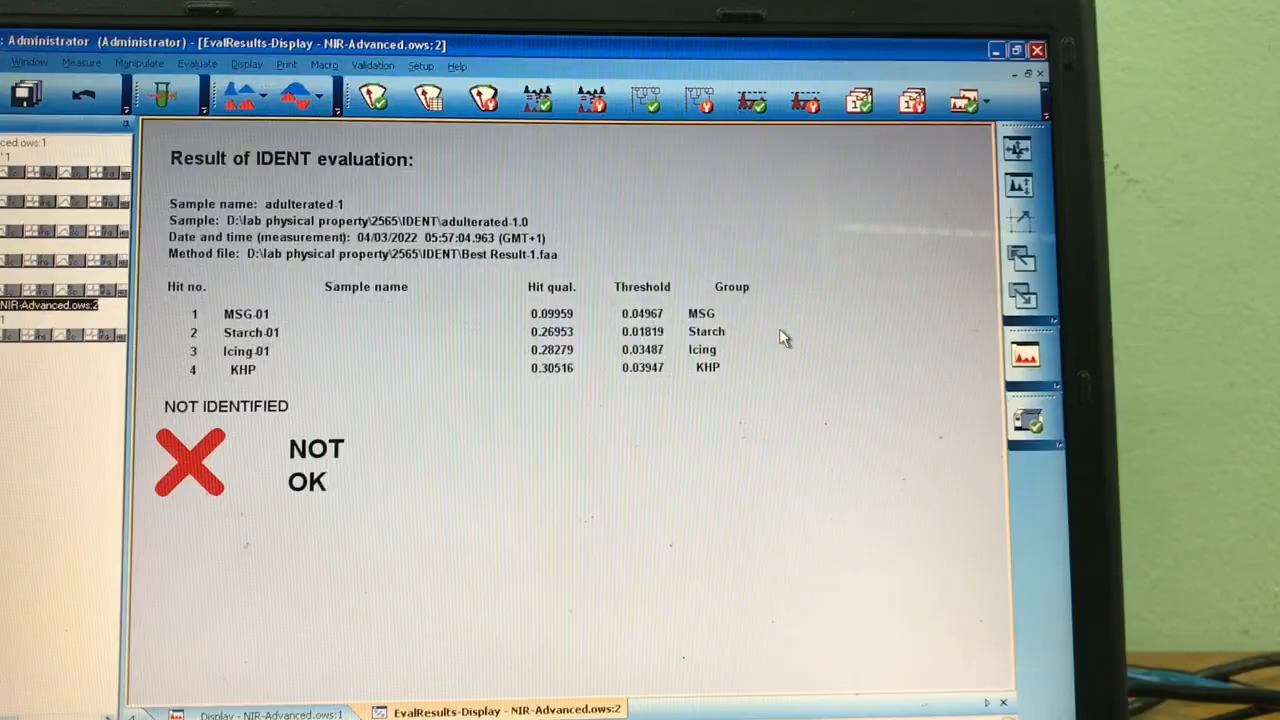 : Administrator (Administrator) - [EvalResults-Display - NIR-Advanced.ows:2]
Window Measure Manipulate Evaluate Display Print Macro Validation Setup Help
ced.ows:1
NIR-Advanced.ows:2
Result of IDENT evaluation:
Sample name: adulterated-1
Sample: D:\lab physical property\2565\IDENT\adulterated-1.0
Date and time (measurement): 04/03/2022 05:57:04.963 (GMT+1)
Method file: D:\lab physical property\2565\IDENT\Best Result-1.faa
Hit no. Sample name Hit qual. Threshold Group
1 MSG-01 0.09959 0.04967 MSG
2 Starch-01 0.26953 0.01819 Starch
3 Icing-01 0.28279 0.03487 Icing
4 KHP 0.30516 0.03947 KHP
NOT IDENTIFIED
NOT
OK
Display - NIR-Advanced.ows:1 EvalResults-Display - NIR-Advanced.ows:2